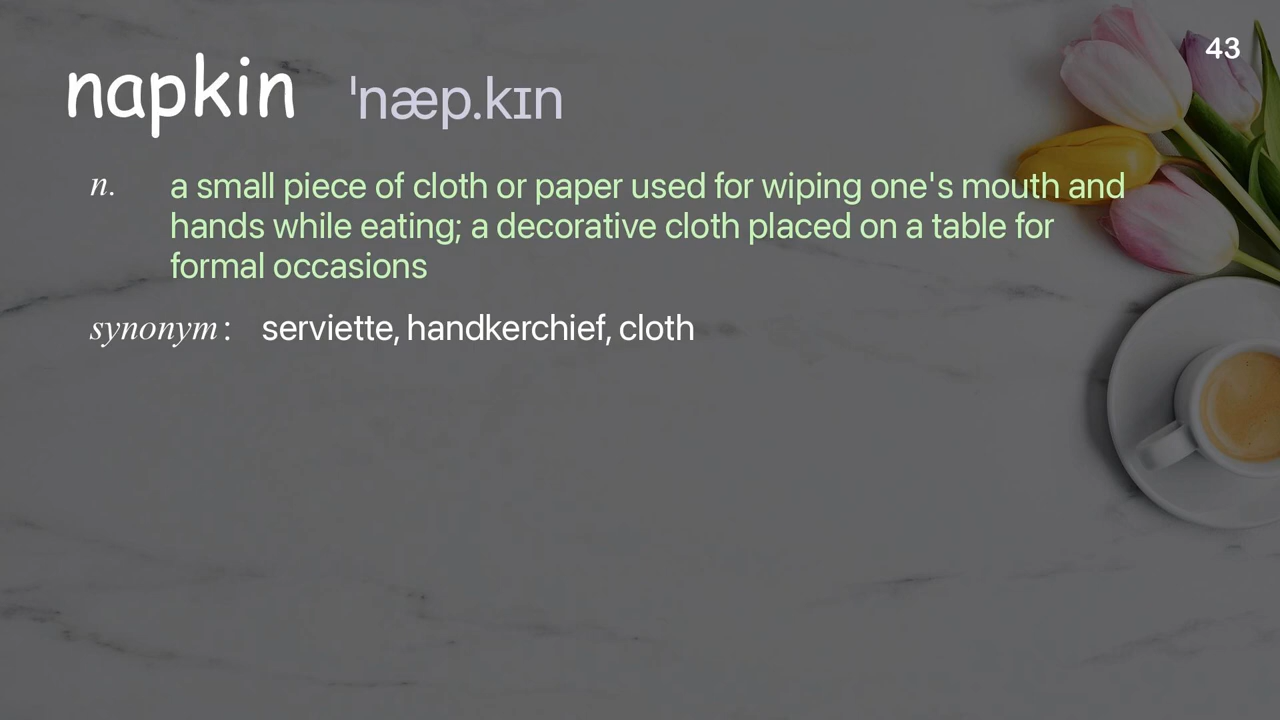 43
napkin ˈnæp.kɪn
n. a small piece of cloth or paper used for wiping one's mouth and
hands while eating; a decorative cloth placed on a table for
formal occasions
synonym: serviette, handkerchief, cloth